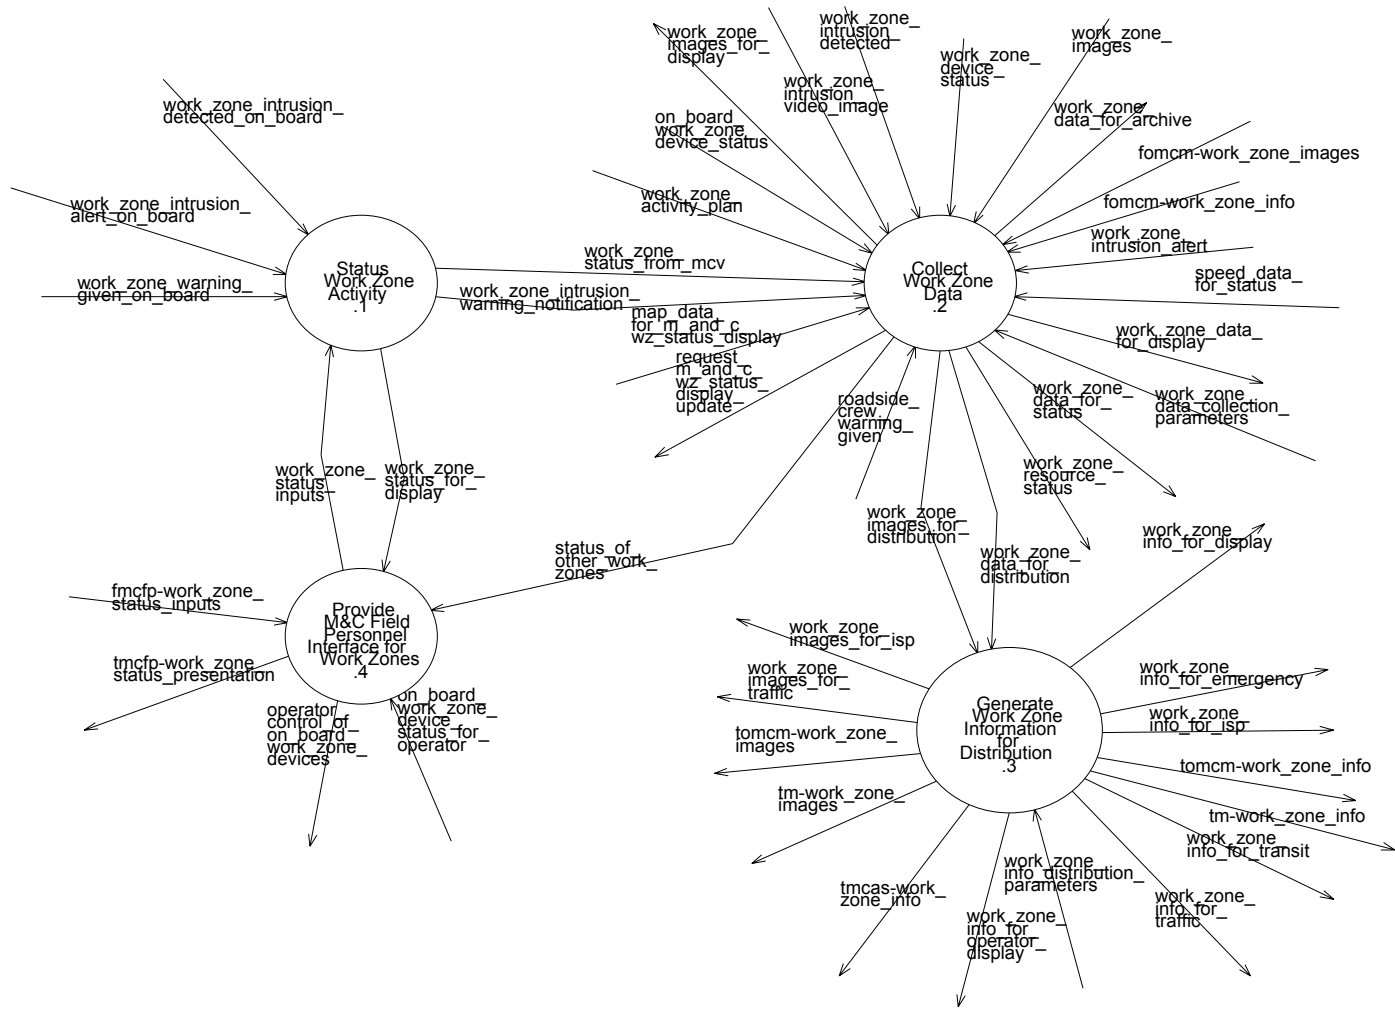 work_zone_
images_for_
display
work_zone_
intrusion_
video_image
work_zone_
intrusion_
detected
work_zone_
device_
status_
work_zone_
images
work_zone_
data_for_archive
fomcm-work_zone_images
fomcm-work_zone_info
work_zone_
intrusion_alert
speed_data_
for_status
work_zone_intrusion_
detected_on_board
on_board_
work_zone_
device_status
work_zone_
activity_plan
work_zone_intrusion_
alert_on_board
work_zone_warning_
given_on_board
Status
Work Zone
Activity
.1
work_zone_
status_from_mcv
work_zone_intrusion_
warning_notification
Collect
Work Zone
Data
.2
map_data_
for_m_and_c_
wz_status_display
request_
m_and_c_
wz_status_
display_
update_
work_zone_data_
for_display
work_zone_
data_collection_
parameters
work_zone_
data_for_
status
work_zone_
resource_
status
roadside_
crew_
warning_
given
work_zone_
status_
inputs_
work_zone_
status_for_
display
work_zone_
images_for_
distribution
work_zone_
data_for_
distribution
status_of_
other_work_
zones
work_zone_
info_for_display
fmcfp-work_zone_
status_inputs
Provide
M&C Field
Personnel
Interface for
Work Zones
.4
tmcfp-work_zone_
status_presentation
operator_
control_of_
on_board_
work_zone_
devices
on_board_
work_zone_
device_
status_for_
operator
work_zone_
images_for_isp
work_zone_
images_for_
traffic
tomcm-work_zone_
images
tm-work_zone_
images
Generate
Work Zone
Information
for
Distribution
.3
work_zone_
info_for_emergency
work_zone_
info_for_isp
tomcm-work_zone_info
tm-work_zone_info
work_zone_
info_for_transit
work_zone_
info_for_
traffic
work_zone_
info_distribution_
parameters
tmcas-work_
zone_info
work_zone_
info_for_
operator_
display